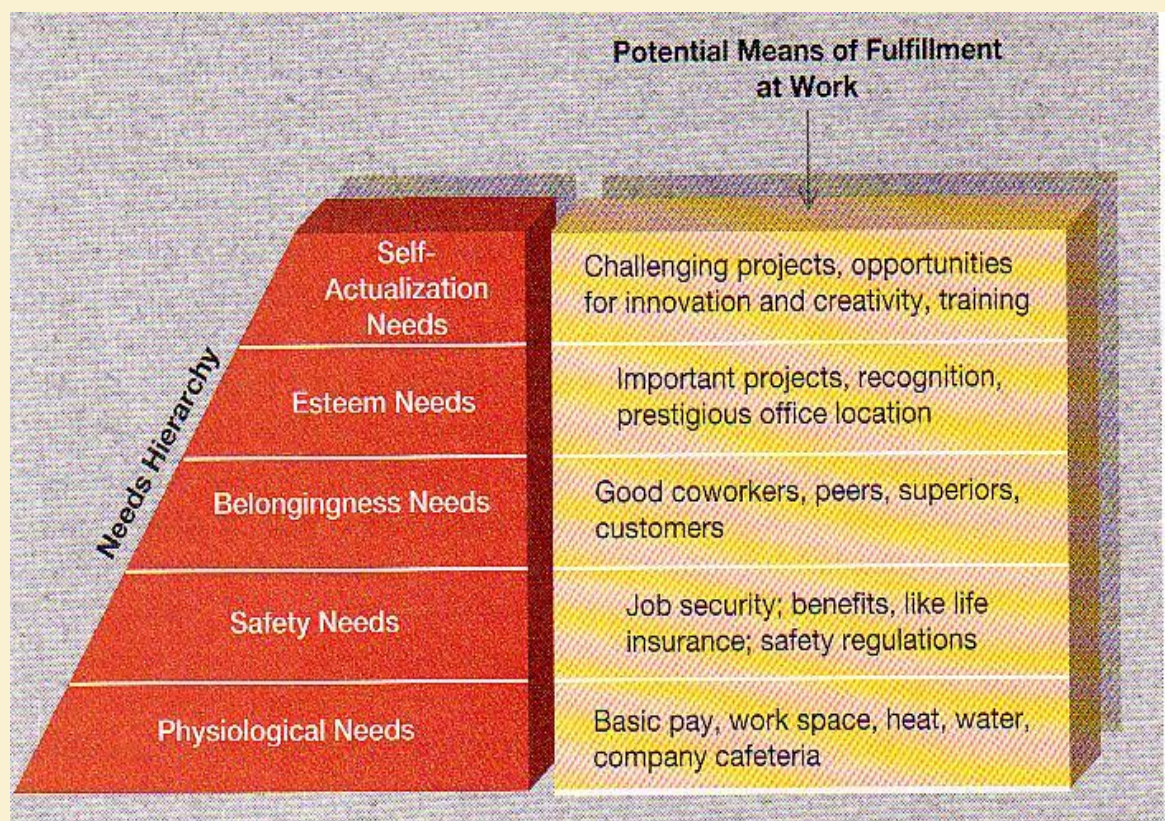 Potential Means of Fulfillment
at Work
Needs Hierarchy
Self-
Actualization
Needs
Challenging projects, opportunities
for innovation and creativity, training
Esteem Needs
Important projects, recognition,
prestigious office location
Belongingness Needs
Good coworkers, peers, superiors,
customers
Safety Needs
Job security; benefits, like life
insurance; safety regulations
Physiological Needs
Basic pay, work space, heat, water,
company cafeteria